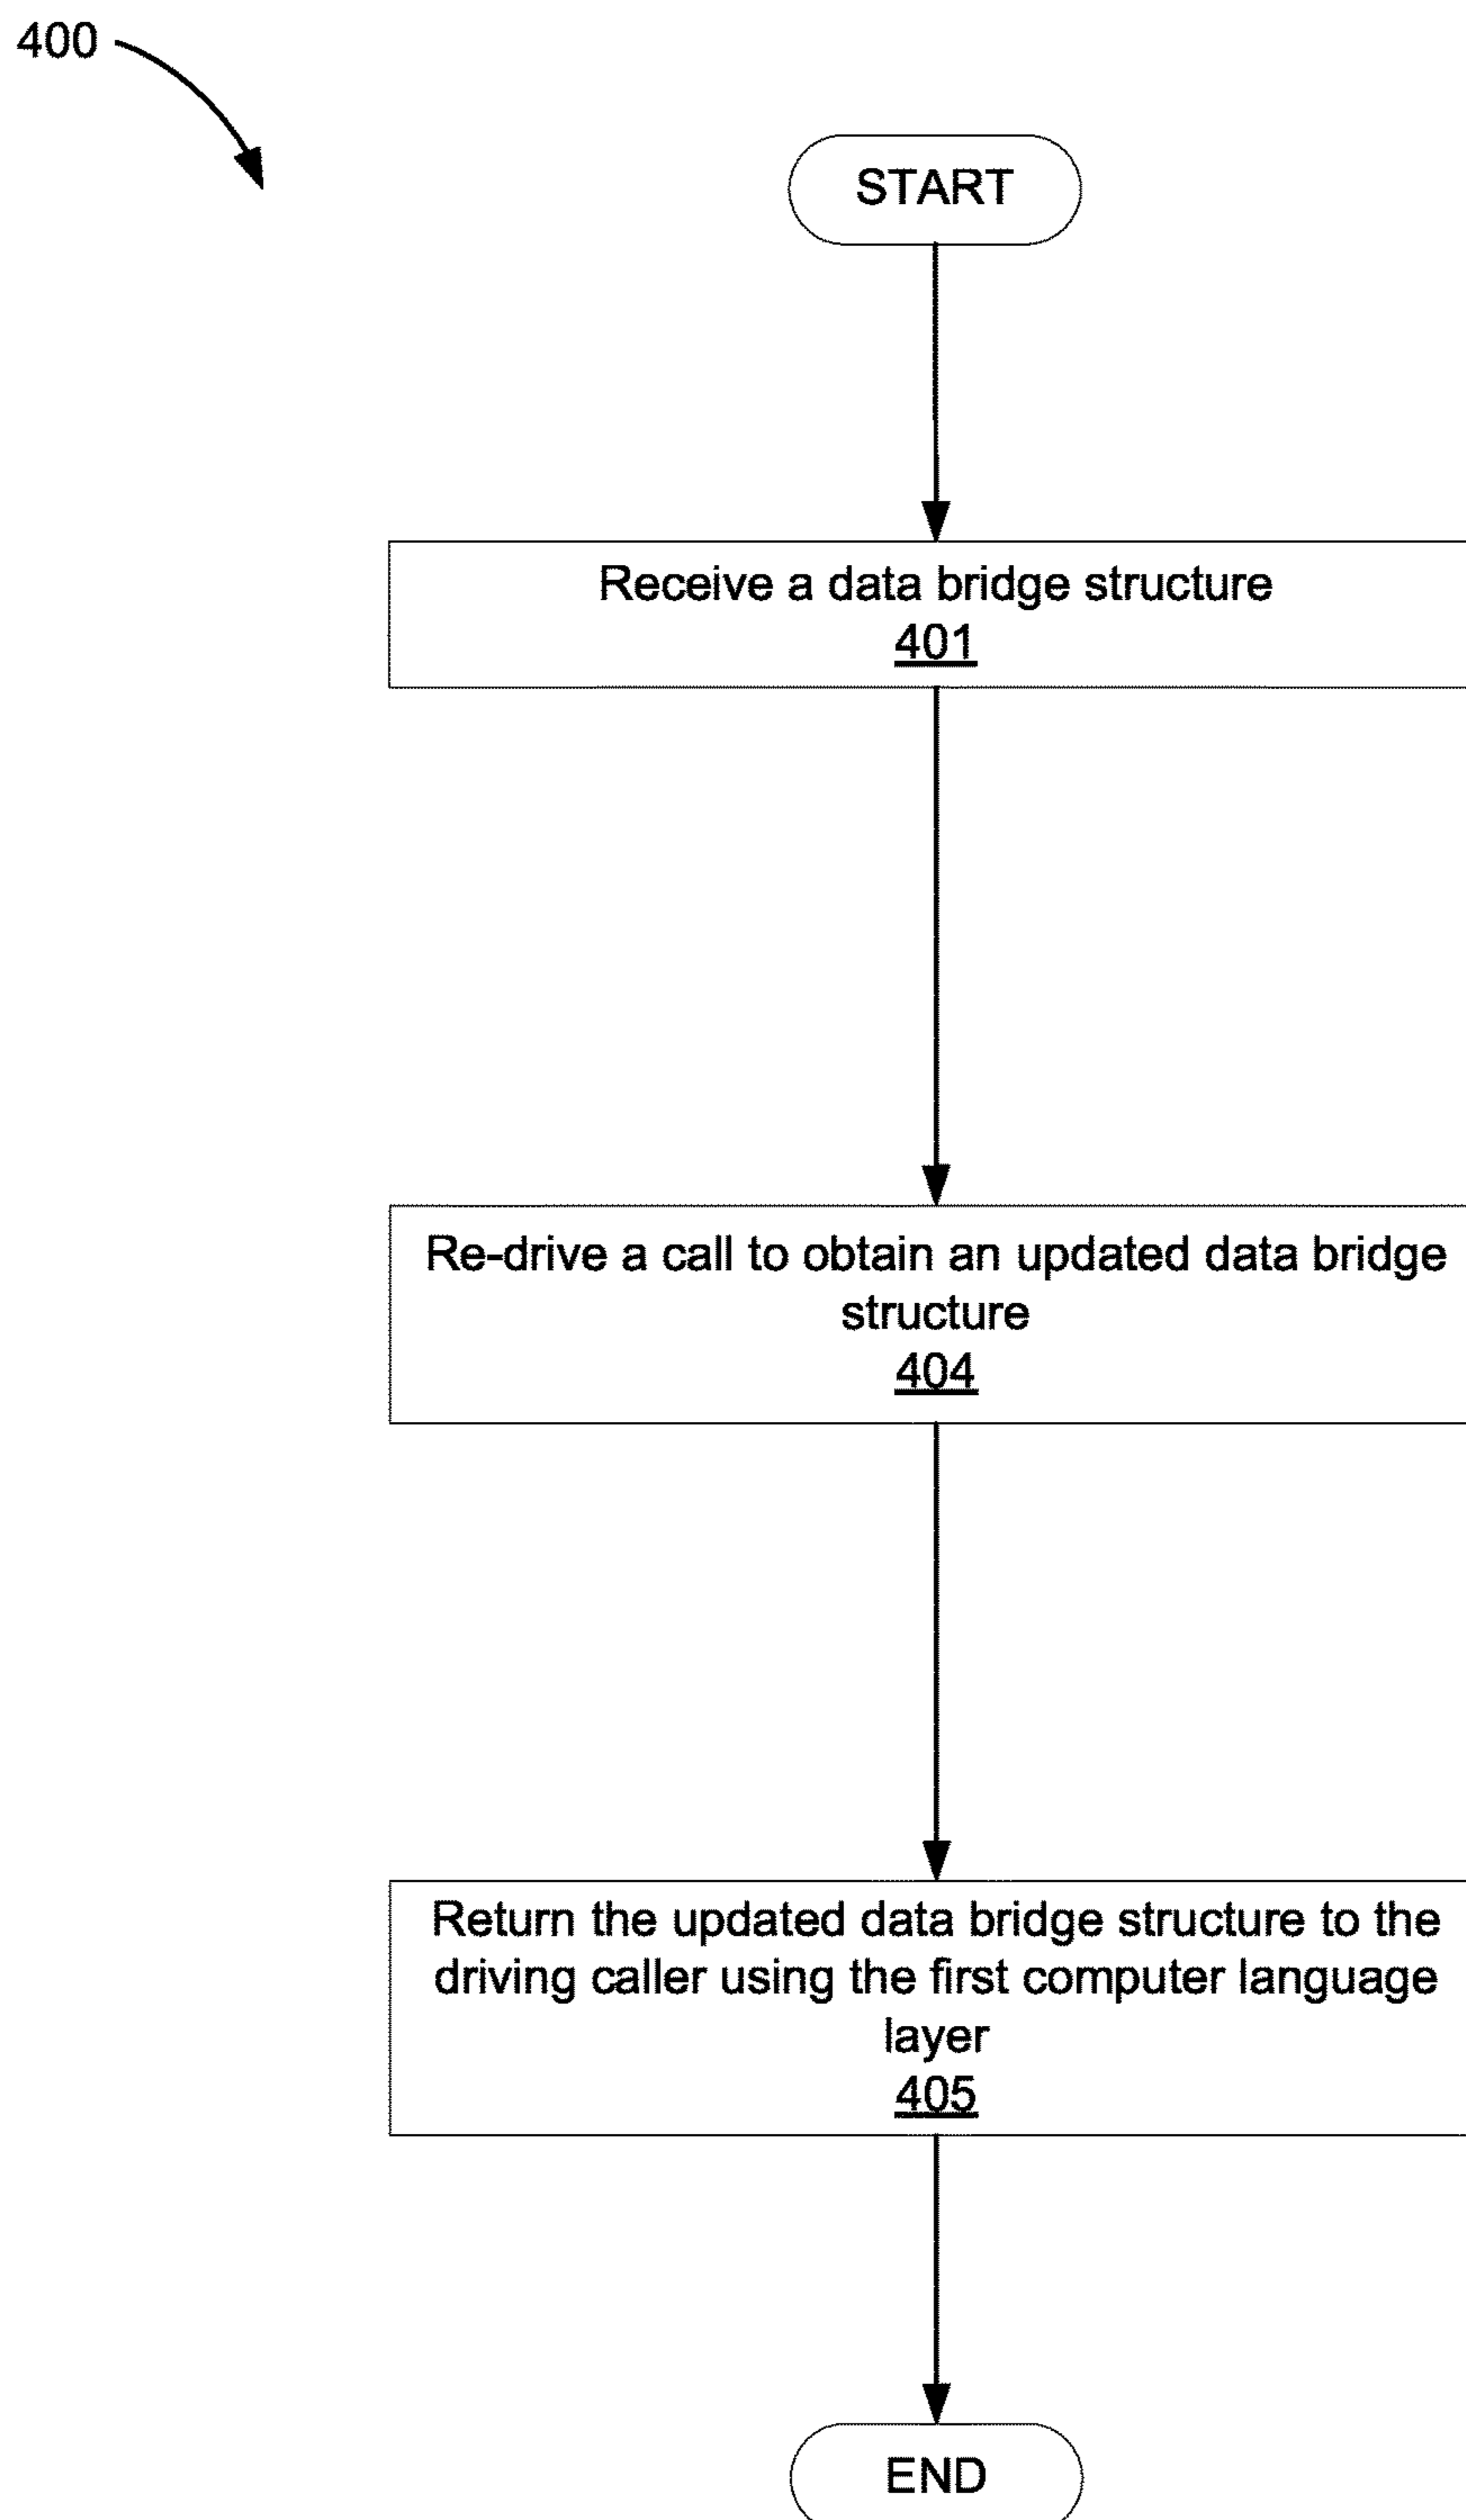 400
START
Receive a data bridge structure
401
Re-drive a call to obtain an updated data bridge
structure
404
Return the updated data bridge structure to the
driving caller using the first computer language
layer
405
END